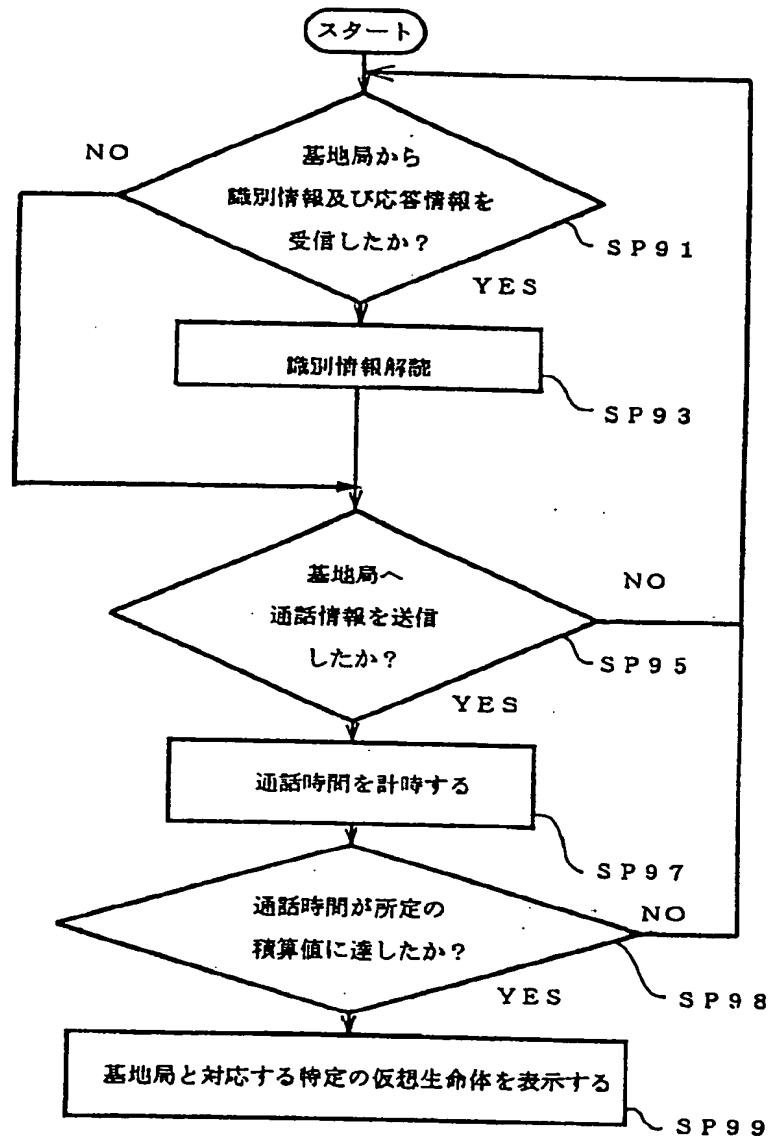 スタート
NO
基地局から
識別情報及び応答情報を
受信したか?
SP91
YES
識別情報解読
SP93
基地局へ
通話情報を送信
したか?
NO
SP95
YES
通話時間を計時する
SP97
通話時間が所定の
積算値に達したか?
NO
YES
SP98
基地局と対応する特定の仮想生命体を表示する
SP99